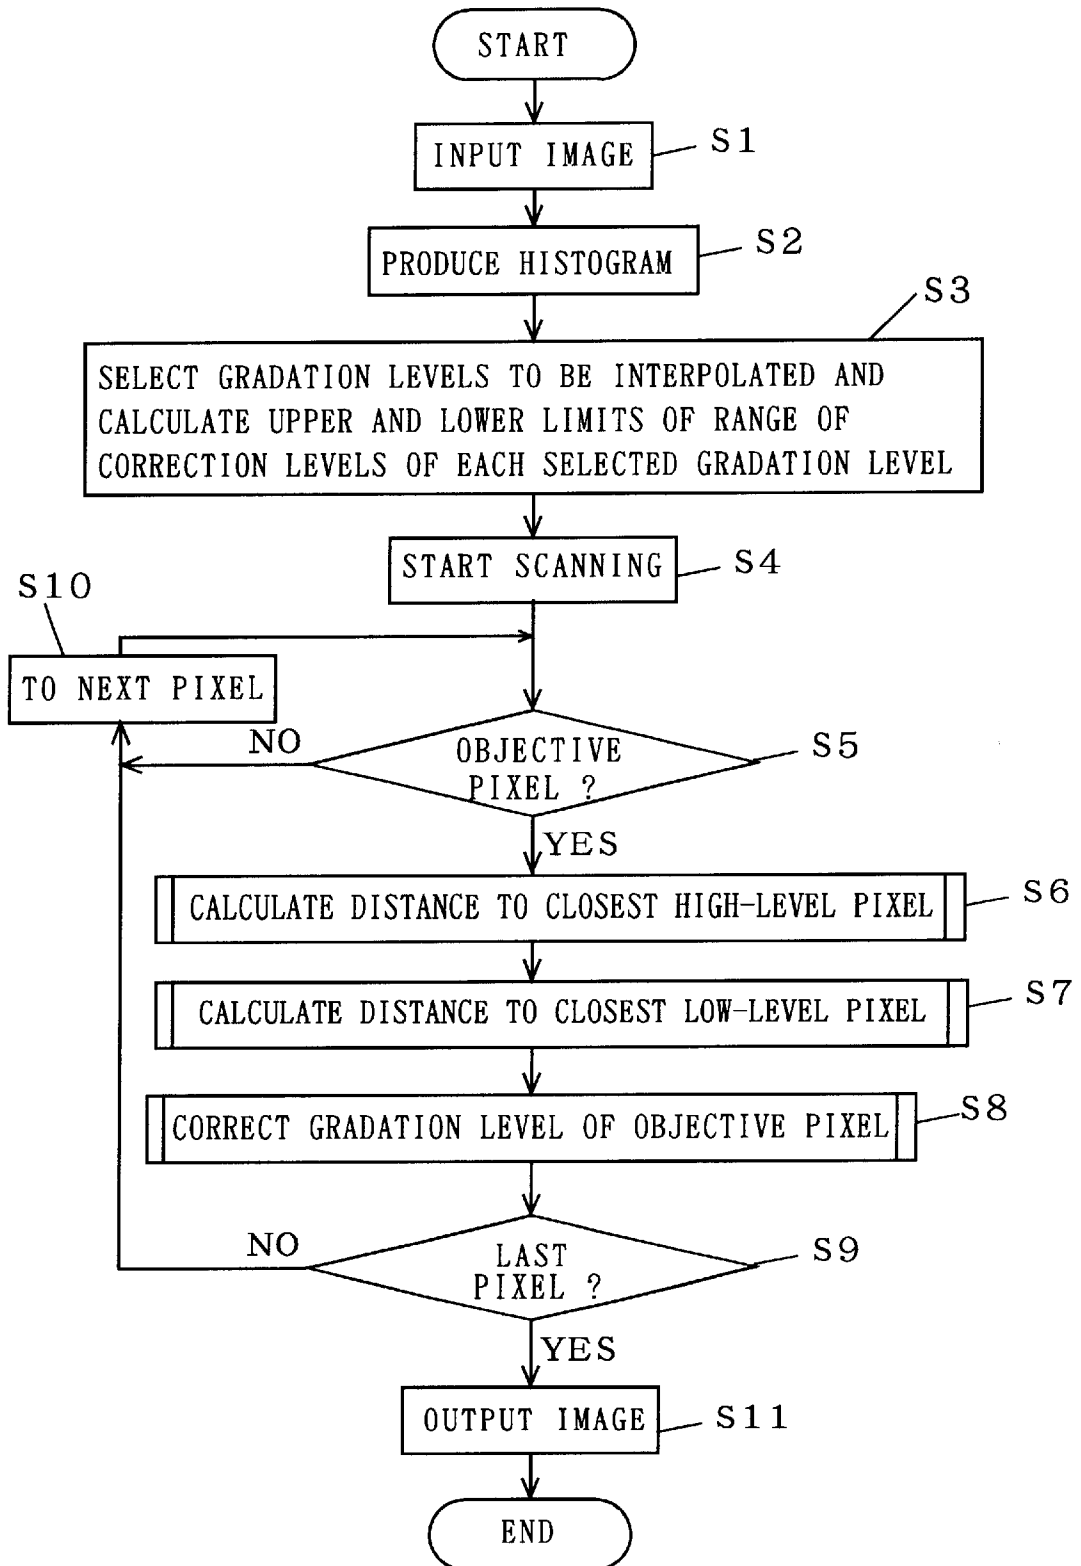 START
INPUT IMAGE
S1
PRODUCE HISTOGRAM
S2
S3
SELECT GRADATION LEVELS TO BE INTERPOLATED AND
CALCULATE UPPER AND LOWER LIMITS OF RANGE OF
CORRECTION LEVELS OF EACH SELECTED GRADATION LEVEL
START SCANNING
S4
S10
TO NEXT PIXEL
NO
OBJECTIVE
PIXEL ?
S5
YES
CALCULATE DISTANCE TO CLOSEST HIGH-LEVEL PIXEL
S6
CALCULATE DISTANCE TO CLOSEST LOW-LEVEL PIXEL
S7
CORRECT GRADATION LEVEL OF OBJECTIVE PIXEL
S8
NO
LAST
PIXEL ?
S9
YES
OUTPUT IMAGE
S11
END